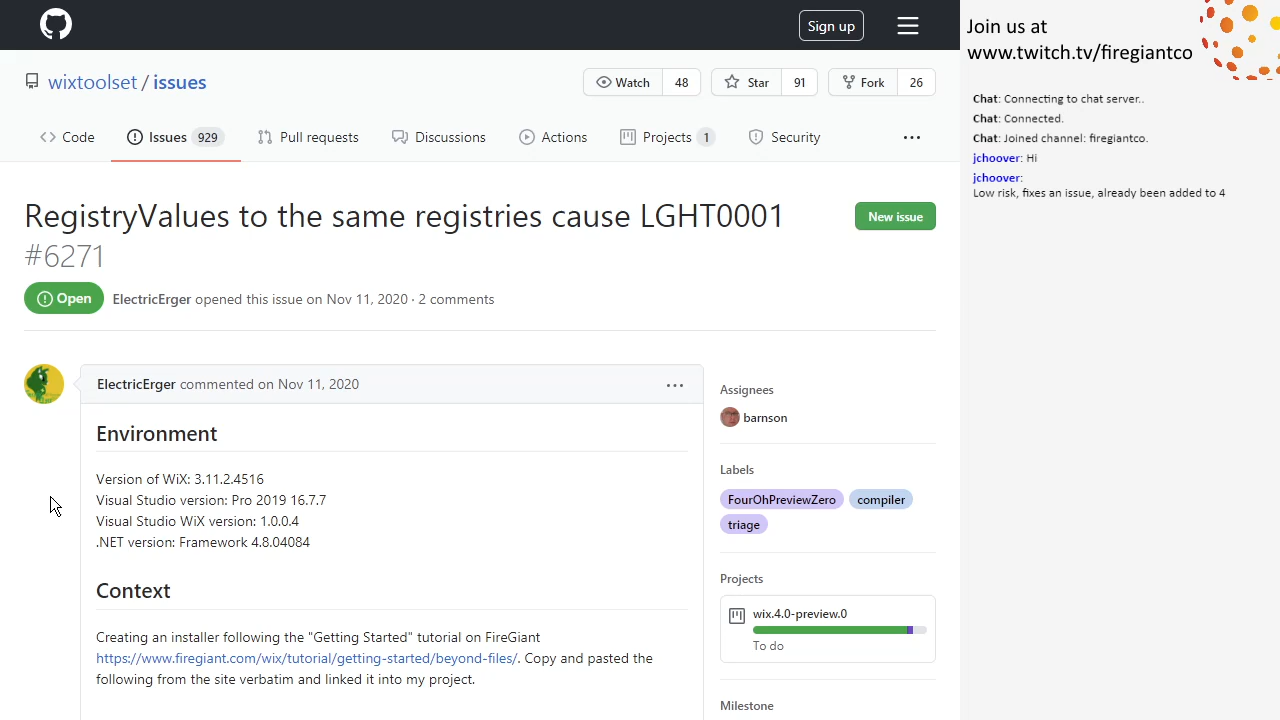 Sign up
wixtoolset / issues
Watch 48
Star 91
Fork 26
Code
Issues 929
Pull requests
Discussions
Actions
Projects 1
Security
RegistryValues to the same registries cause LGHT0001
#6271
New issue
Open
ElectricErger opened this issue on Nov 11, 2020 · 2 comments
ElectricErger commented on Nov 11, 2020
Environment
Version of WiX: 3.11.2.4516
Visual Studio version: Pro 2019 16.7.7
Visual Studio WiX version: 1.0.0.4
.NET version: Framework 4.8.04084
Context
Creating an installer following the "Getting Started" tutorial on FireGiant
https://www.firegiant.com/wix/tutorial/getting-started/beyond-files/. Copy and pasted the
following from the site verbatim and linked it into my project.
Assignees
barnson
Labels
FourOhPreviewZero
compiler
triage
Projects
wix.4.0-preview.0
To do
Milestone
Join us at
www.twitch.tv/firegiantco
Chat: Connecting to chat server..
Chat: Connected.
Chat: Joined channel: firegiantco.
jchoover: Hi
jchoover:
Low risk, fixes an issue, already been added to 4